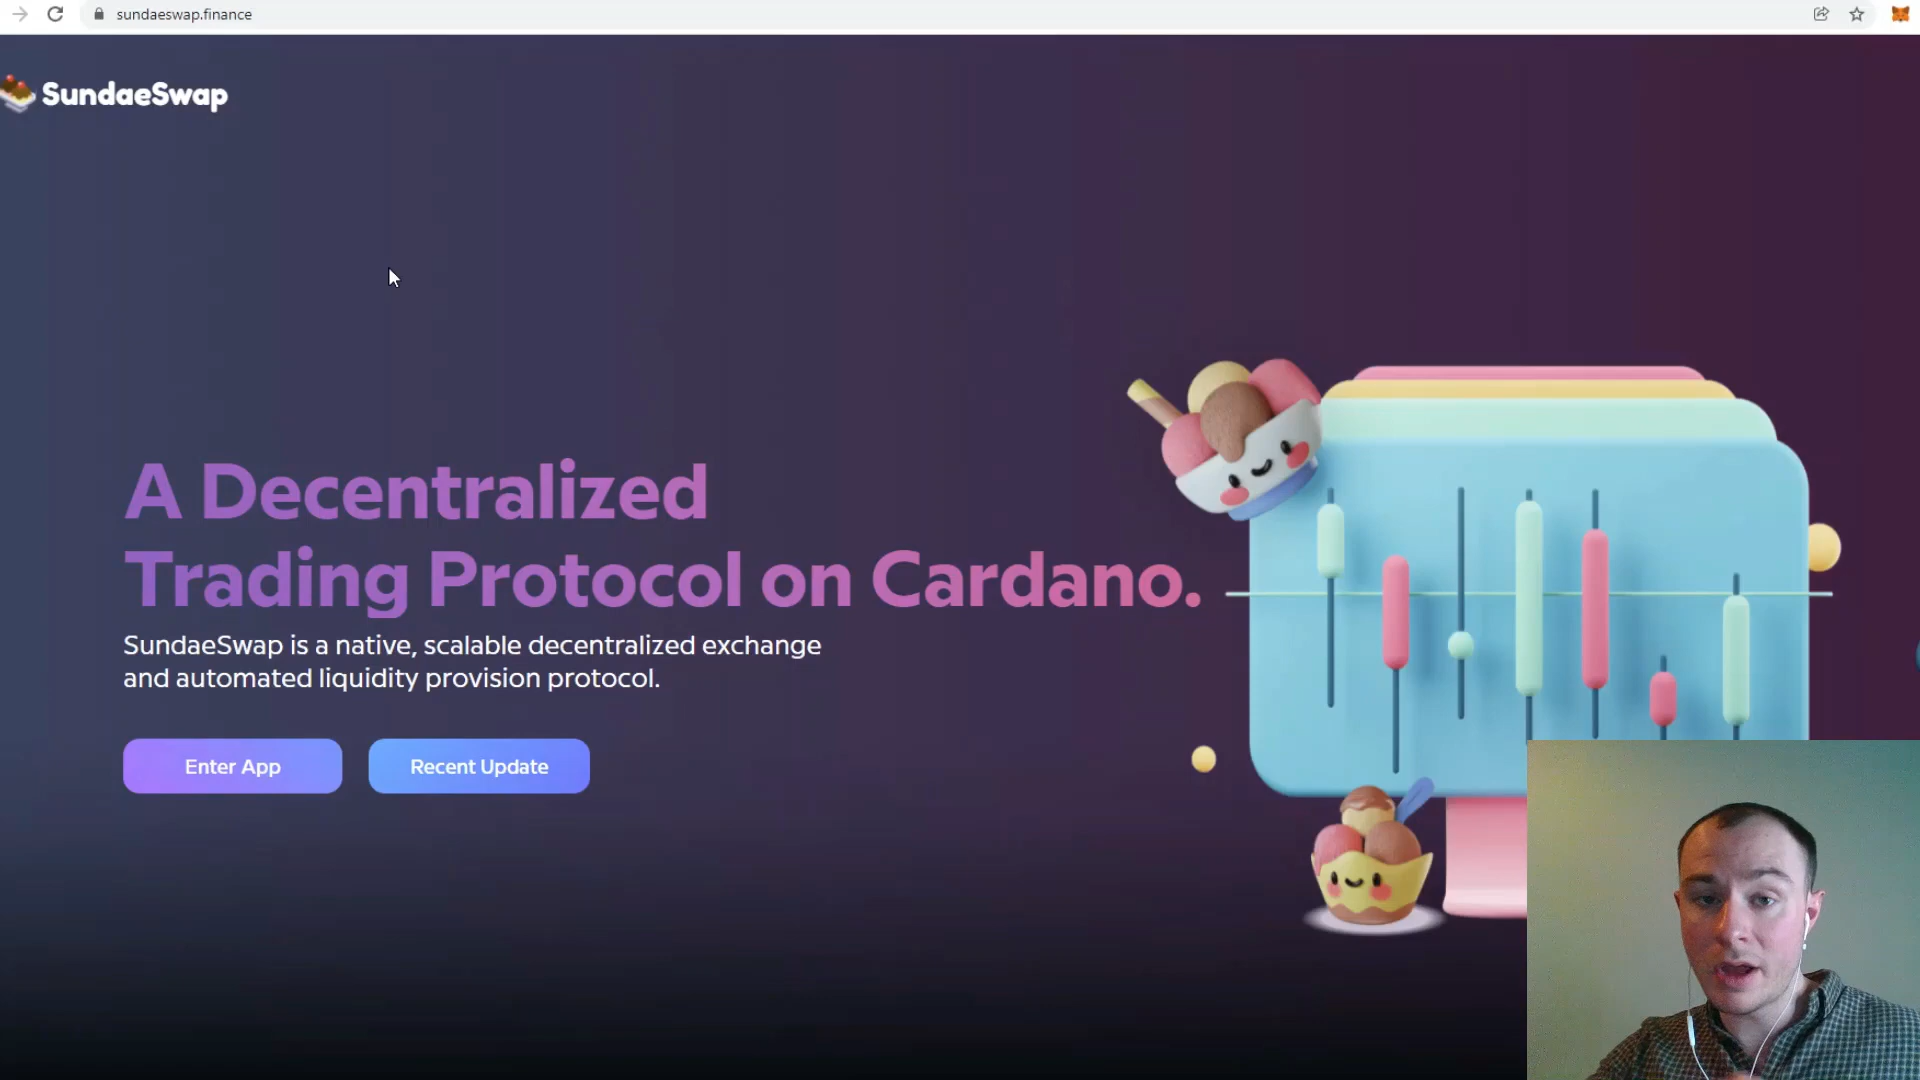 sundaeswap.finance
SundaeSwap
A Decentralized
Trading Protocol on Cardano.
SundaeSwap is a native, scalable decentralized exchange
and automated liquidity provision protocol.
Enter App
Recent Update